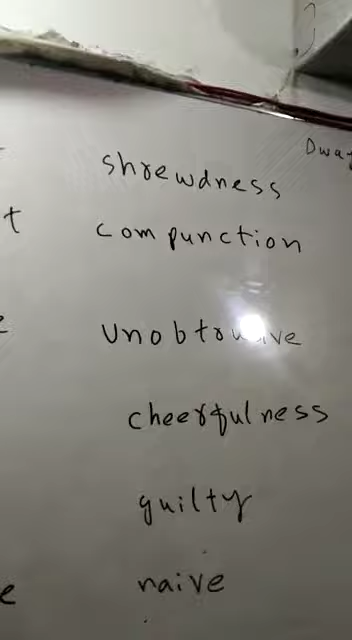 shrewdness
compunction
unobtrusive
cheerfulness
guilty
naive